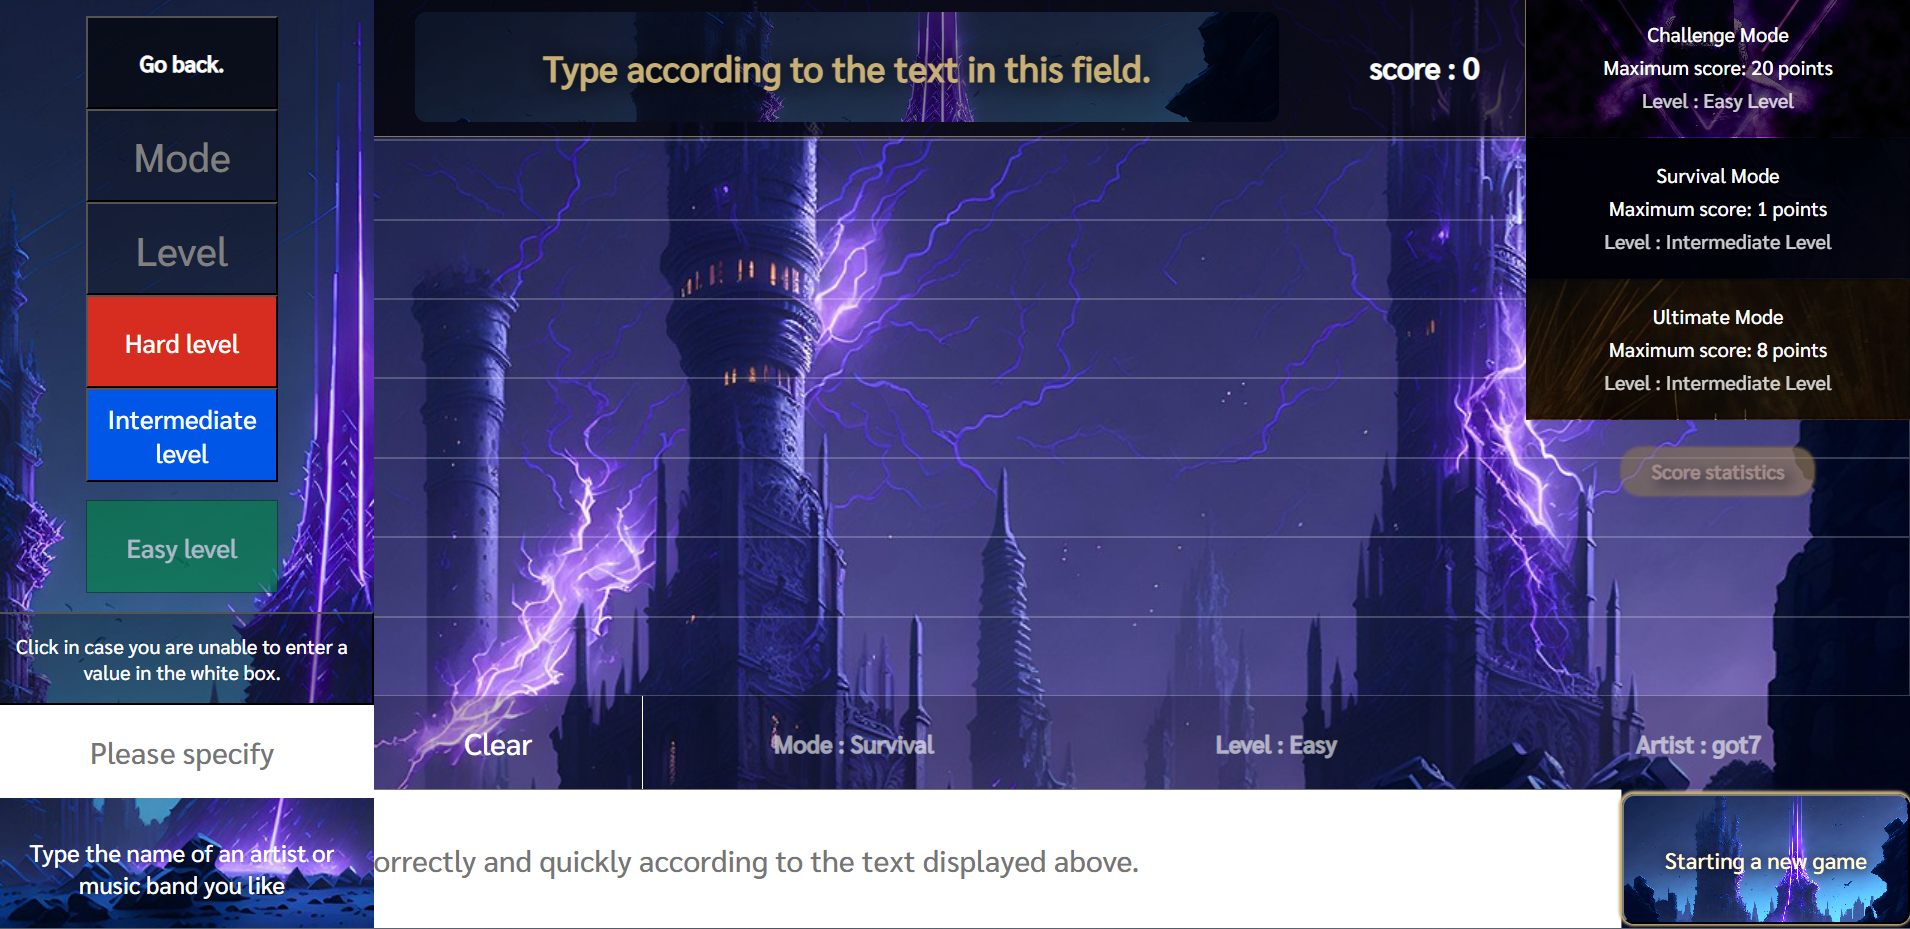 Go back.
Mode
Level
Hard level
Intermediate
level
Easy level
Click in case you are unable to enter a
value in the white box.
Please specify
Type the name of an artist or
music band you like
Type according to the text in this field.
score : 0
Clear
Mode : Survival
Level : Easy
Artist : got7
orrectly and quickly according to the text displayed above.
Challenge Mode
Maximum score: 20 points
Level : Easy Level
Survival Mode
Maximum score: 1 points
Level : Intermediate Level
Ultimate Mode
Maximum score: 8 points
Level : Intermediate Level
Score statistics
Starting a new game